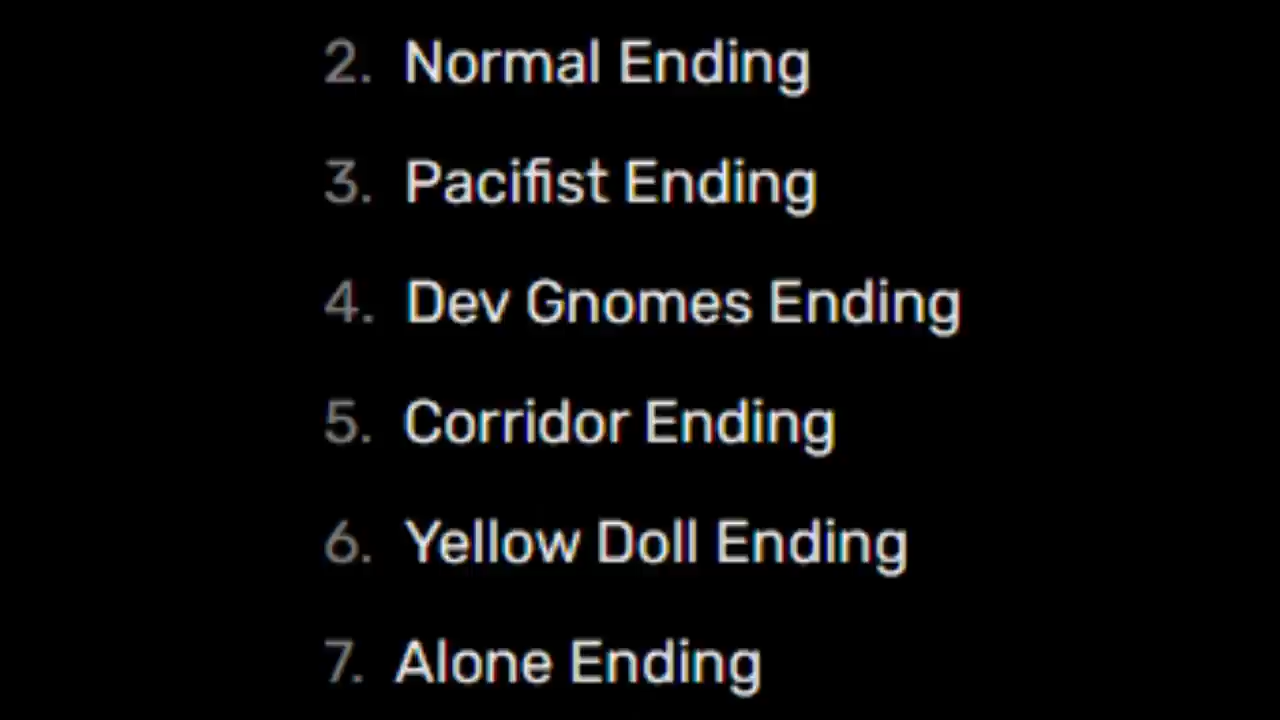 2. Normal Ending
3. Pacifist Ending
4. Dev Gnomes Ending
5. Corridor Ending
6. Yellow Doll Ending
7. Alone Ending